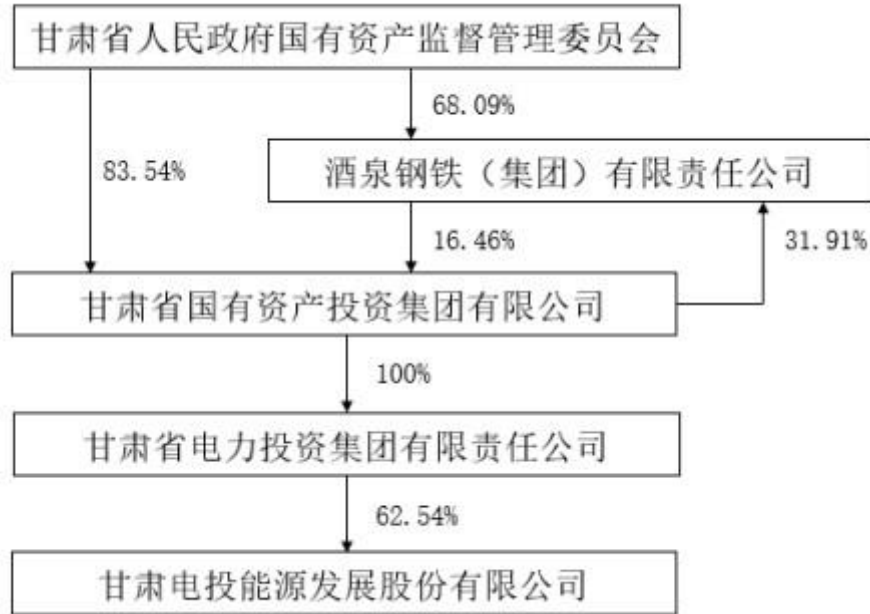 甘肃省人民政府国有资产监督管理委员会
68.09%
83.54%
酒泉钢铁（集团）有限责任公司
16.46%
31.91%
甘肃省国有资产投资集团有限公司
100%
甘肃省电力投资集团有限责任公司
62.54%
甘肃电投能源发展股份有限公司